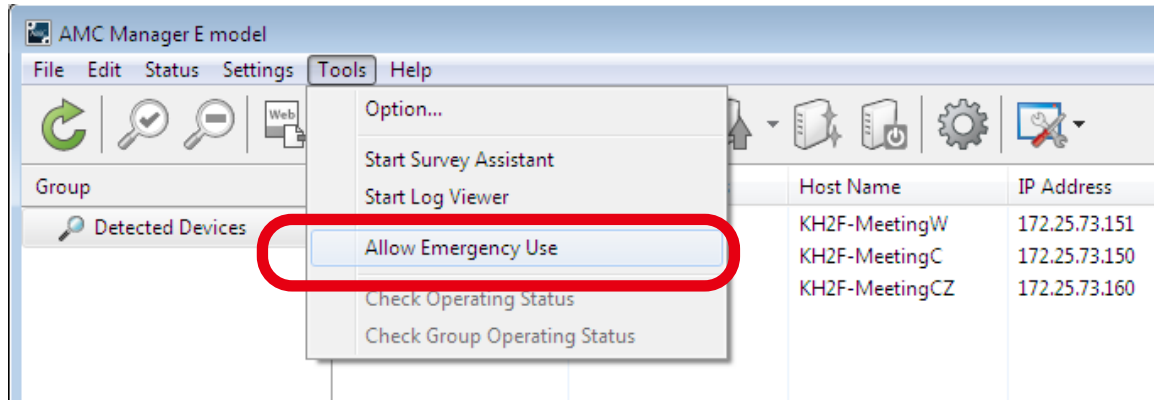 AMC Manager E model
File Edit Status Settings Tools Help
Option...
Web
Start Survey Assistant
Group
Start Log Viewer
Host Name IP Address
Detected Devices
KH2F-MeetingW 172.25.73.151
Allow Emergency Use
KH2F-MeetingC 172.25.73.150
KH2F-MeetingCZ 172.25.73.160
Check Operating Status
Check Group Operating Status